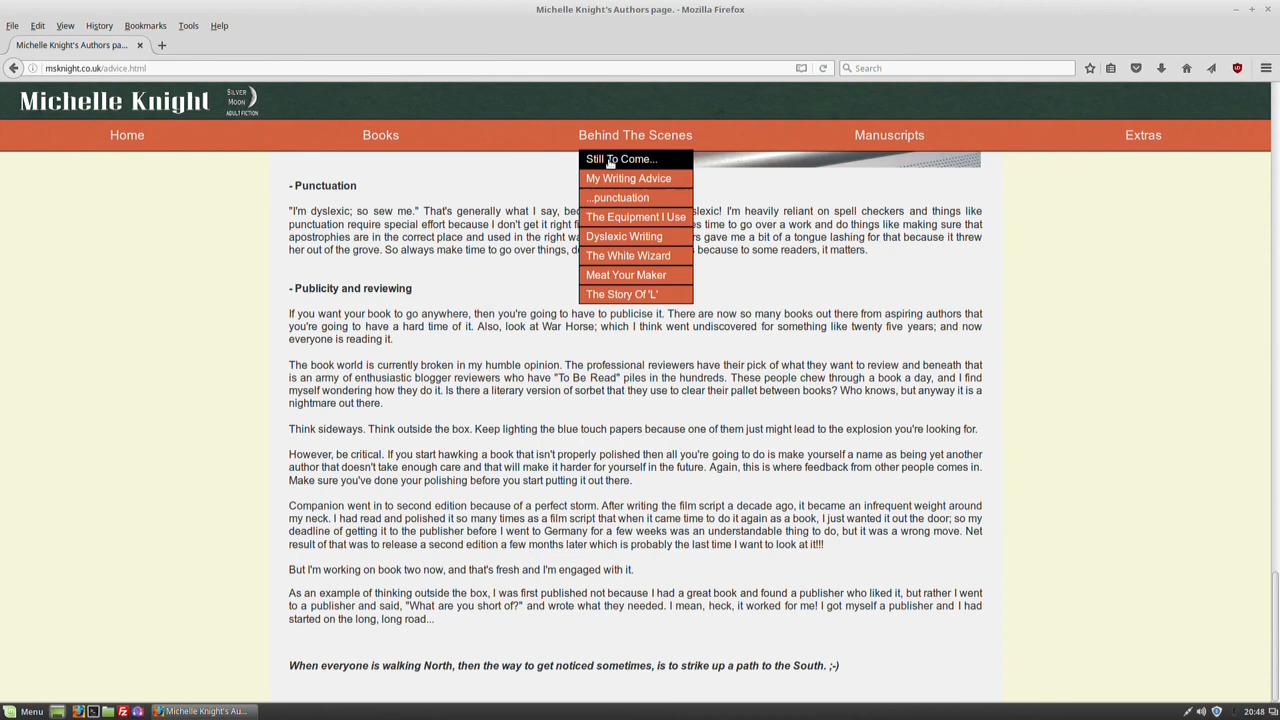 Michelle Knight's Authors page. - Mozilla Firefox
File Edit View History Bookmarks Tools Help
Michelle Knight's Authors pa...
msknight.co.uk/advice.html
Search
Michelle Knight
SILVER
MOON
ADULT FICTION
Home Books Behind The Scenes Manuscripts Extras
Still To Come...
My Writing Advice
...punctuation
The Equipment I Use
Dyslexic Writing
The White Wizard
Meat Your Maker
The Story Of 'L'
- Punctuation
"I'm dyslexic; so sew me." That's generally what I say, bec lexic! I'm heavily reliant on spell checkers and things like
punctuation require special effort because I don't get it right fi es time to go over a work and do things like making sure that
apostrophies are in the correct place and used in the right wa rs gave me a bit of a tongue lashing for that because it threw
her out of the grove. So always make time to go over things, d because to some readers, it matters.
- Publicity and reviewing
If you want your book to go anywhere, then you're going to have to publicise it. There are now so many books out there from aspiring authors that
you're going to have a hard time of it. Also, look at War Horse; which I think went undiscovered for something like twenty five years; and now
everyone is reading it.
The book world is currently broken in my humble opinion. The professional reviewers have their pick of what they want to review and beneath that
is an army of enthusiastic blogger reviewers who have "To Be Read" piles in the hundreds. These people chew through a book a day, and I find
myself wondering how they do it. Is there a literary version of sorbet that they use to clear their pallet between books? Who knows, but anyway it is a
nightmare out there.
Think sideways. Think outside the box. Keep lighting the blue touch papers because one of them just might lead to the explosion you're looking for.
However, be critical. If you start hawking a book that isn't properly polished then all you're going to do is make yourself a name as being yet another
author that doesn't take enough care and that will make it harder for yourself in the future. Again, this is where feedback from other people comes in.
Make sure you've done your polishing before you start putting it out there.
Companion went in to second edition because of a perfect storm. After writing the film script a decade ago, it became an infrequent weight around
my neck. I had read and polished it so many times as a film script that when it came time to do it again as a book, I just wanted it out the door; so my
deadline of getting it to the publisher before I went to Germany for a few weeks was an understandable thing to do, but it was a wrong move. Net
result of that was to release a second edition a few months later which is probably the last time I want to look at it!!!
But I'm working on book two now, and that's fresh and I'm engaged with it.
As an example of thinking outside the box, I was first published not because I had a great book and found a publisher who liked it, but rather I went
to a publisher and said, "What are you short of?" and wrote what they needed. I mean, heck, it worked for me! I got myself a publisher and I had
started on the long, long road...
When everyone is walking North, then the way to get noticed sometimes, is to strike up a path to the South. ;-)
Menu Michelle Knight's Au... 20:48